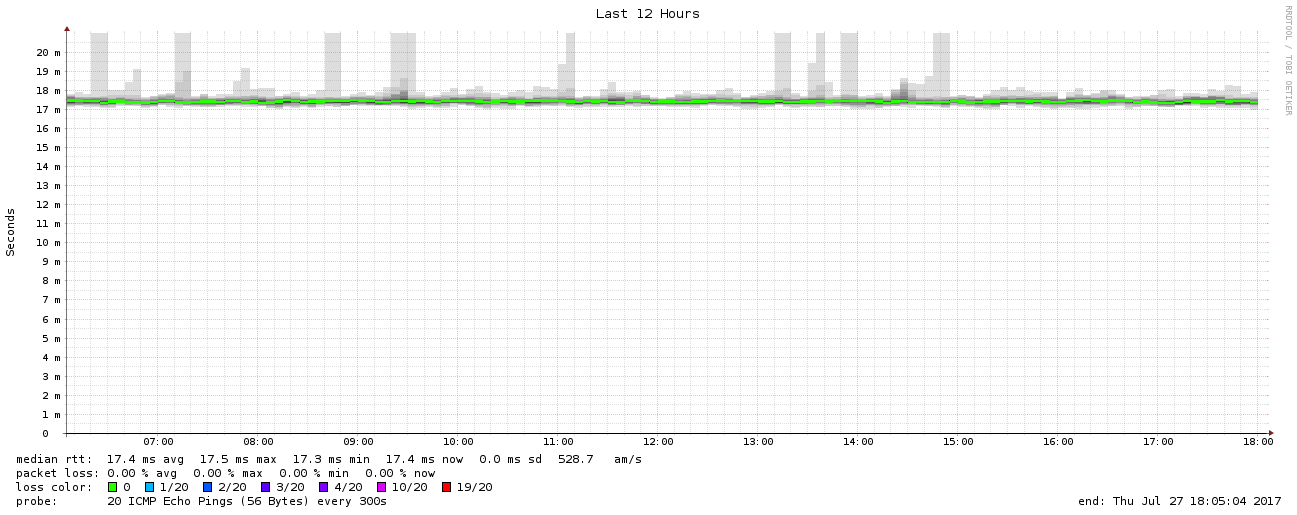 Last 12 Hours
RRDTOOL / TOBI OETIKER
Seconds
20 m
19 m
18 m
17 m
16 m
15 m
14 m
13 m
12 m
11 m
10 m
9 m
8 m
7 m
6 m
5 m
4 m
3 m
2 m
1 m
0
07:00 08:00 09:00 10:00 11:00 12:00 13:00 14:00 15:00 16:00 17:00 18:00
median rtt: 17.4 ms avg 17.5 ms max 17.3 ms min 17.4 ms now 0.0 ms sd 528.7 am/s
packet loss: 0.00 % avg 0.00 % max 0.00 % min 0.00 % now
loss color: 0 1/20 2/20 3/20 4/20 10/20 19/20
probe: 20 ICMP Echo Pings (56 Bytes) every 300s end: Thu Jul 27 18:05:04 2017